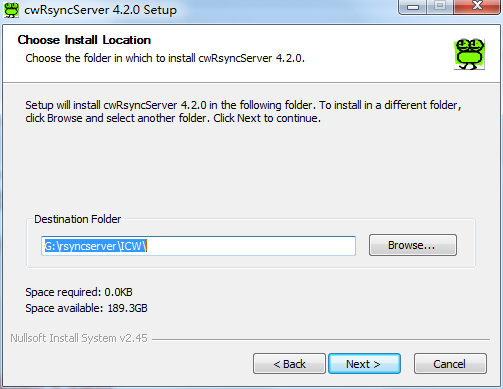 cwRsyncServer 4.2.0 Setup
Choose Install Location
Choose the folder in which to install cwRsyncServer 4.2.0.
Setup will install cwRsyncServer 4.2.0 in the following folder. To install in a different folder,
click Browse and select another folder. Click Next to continue.
Destination Folder
G:\rsyncserver\ICW\
Browse...
Space required: 0.0KB
Space available: 189.3GB
Nullsoft Install System v2.45
< Back
Next >
Cancel